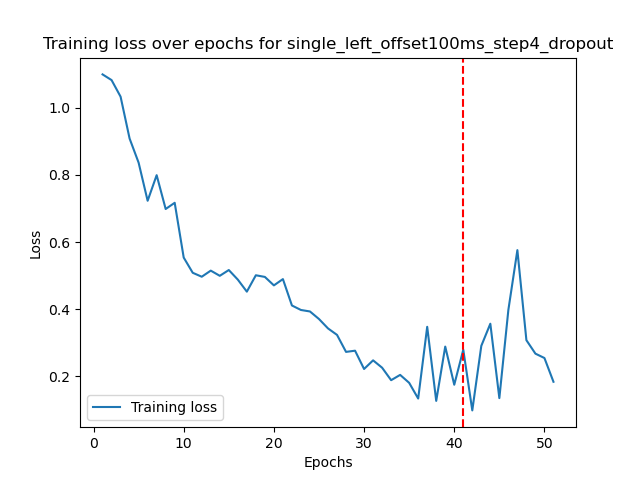 Training loss over epochs for single_left_offset100ms_step4_dropout
1.0
0.8
0.6
0.4
0.2
Loss
Training loss
0 10 20 30 40 50
Epochs